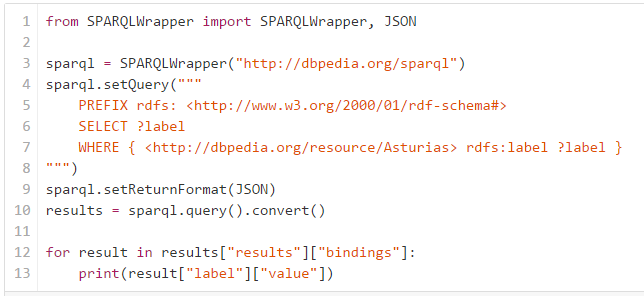 1 from SPARQLWrapper import SPARQLWrapper, JSON
2
3 sparql = SPARQLWrapper("http://dbpedia.org/sparql")
4 sparql.setQuery("""
5     PREFIX rdfs: <http://www.w3.org/2000/01/rdf-schema#>
6     SELECT ?label
7     WHERE { <http://dbpedia.org/resource/Asturias> rdfs:label ?label }
8 """)
9 sparql.setReturnFormat(JSON)
10 results = sparql.query().convert()
11
12 for result in results["results"]["bindings"]:
13     print(result["label"]["value"])